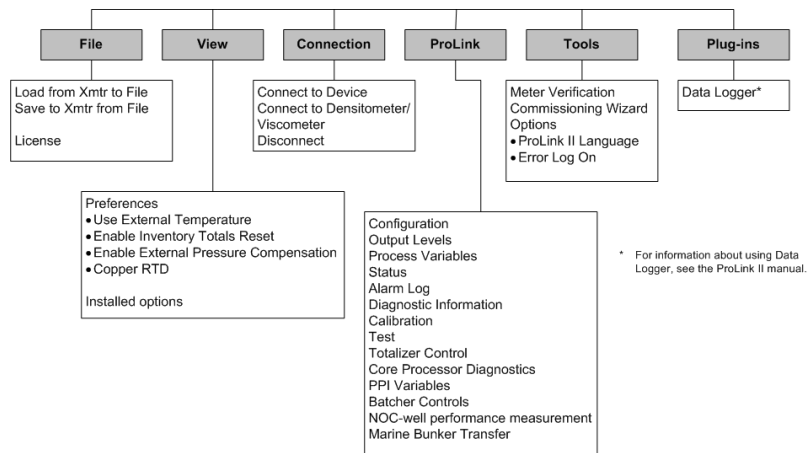 File
View
Connection
ProLink
Tools
Plug-ins
Load from Xmtr to File
Save to Xmtr from File
License
Preferences
• Use External Temperature
• Enable Inventory Totals Reset
• Enable External Pressure Compensation
• Copper RTD
Installed options
Connect to Device
Connect to Densitometer/
Viscometer
Disconnect
Configuration
Output Levels
Process Variables
Status
Alarm Log
Diagnostic Information
Calibration
Test
Totalizer Control
Core Processor Diagnostics
PPI Variables
Batcher Controls
NOC-well performance measurement
Marine Bunker Transfer
Meter Verification
Commissioning Wizard
Options
• ProLink II Language
• Error Log On
Data Logger*
* For information about using Data
Logger, see the ProLink II manual.